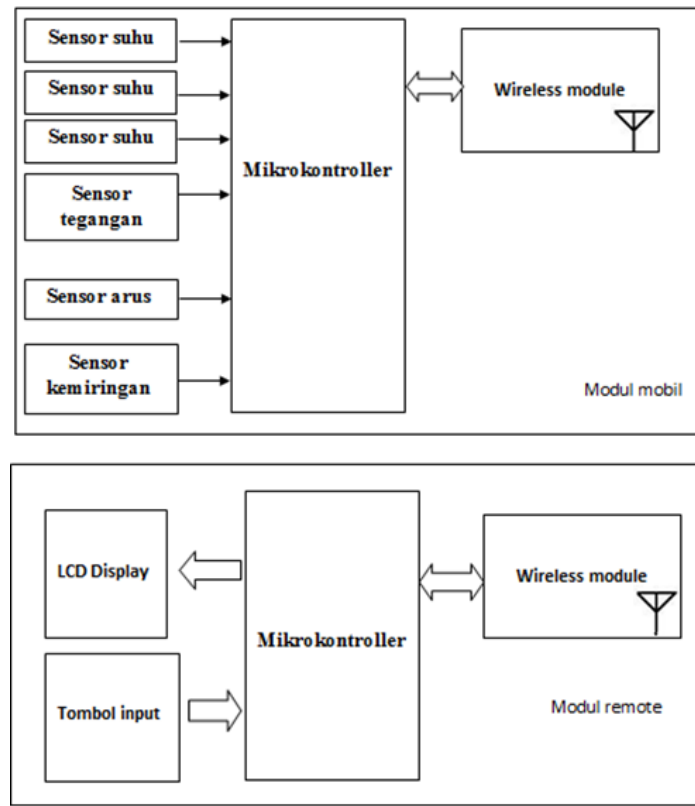 Sensor suhu
Sensor suhu
Sensor suhu
Sensor
tegangan
Sensor arus
Sensor
kemiringan
Mikrokontroller
Wireless module
Modul mobil
LCD Display
Tombol input
Mikrokontroller
Wireless module
Modul remote